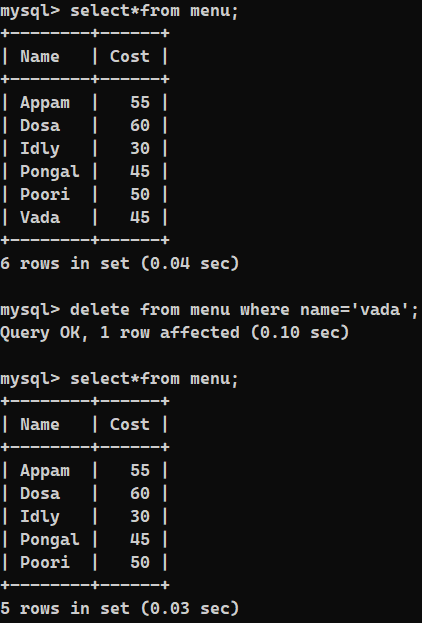 mysql> select*from menu;
+--------+------+
| Name   | Cost |
+--------+------+
| Appam  |   55 |
| Dosa   |   60 |
| Idly   |   30 |
| Pongal |   45 |
| Poori  |   50 |
| Vada   |   45 |
+--------+------+
6 rows in set (0.04 sec)

mysql> delete from menu where name='vada';
Query OK, 1 row affected (0.10 sec)

mysql> select*from menu;
+--------+------+
| Name   | Cost |
+--------+------+
| Appam  |   55 |
| Dosa   |   60 |
| Idly   |   30 |
| Pongal |   45 |
| Poori  |   50 |
+--------+------+
5 rows in set (0.03 sec)